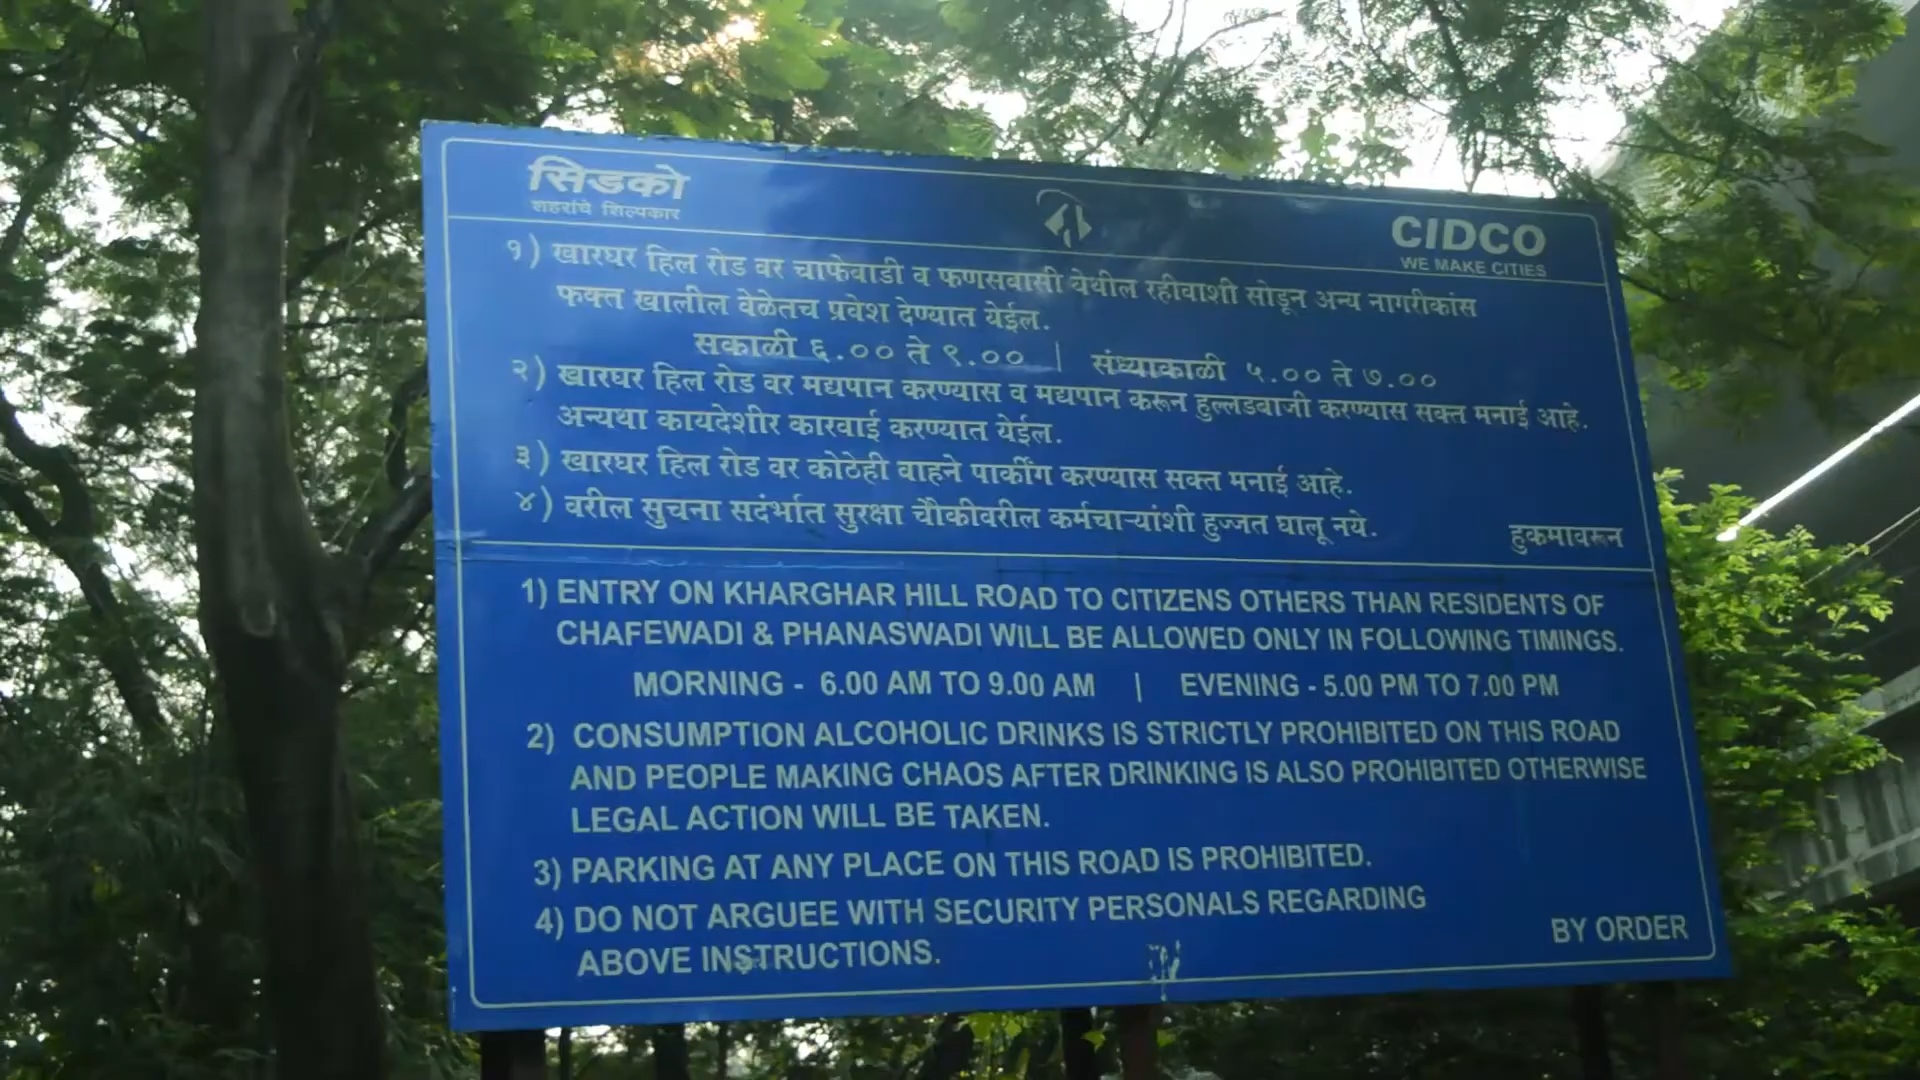 सिडको
शहरांचे शिल्पकार
CIDCO
WE MAKE CITIES
१) खारघर हिल रोड वर चाफेवाडी व फणसवासी येथील रहीवाशी सोडून अन्य नागरीकांस
फक्त खालील वेळेतच प्रवेश देण्यात येईल.
सकाळी ६.०० ते ९.०० | संध्याकाळी ५.०० ते ७.००
२) खारघर हिल रोड वर मद्यपान करण्यास व मद्यपान करून हुल्लडबाजी करण्यास सक्त मनाई आहे.
अन्यथा कायदेशीर कारवाई करण्यात येईल.
३) खारघर हिल रोड वर कोठेही वाहने पार्कींग करण्यास सक्त मनाई आहे.
४) वरील सुचना सदंर्भात सुरक्षा चौकीवरील कर्मचाऱ्यांशी हुज्जत घालू नये.
हुकमावरून
1) ENTRY ON KHARGHAR HILL ROAD TO CITIZENS OTHERS THAN RESIDENTS OF
CHAFEWADI & PHANASWADI WILL BE ALLOWED ONLY IN FOLLOWING TIMINGS.
MORNING - 6.00 AM TO 9.00 AM | EVENING - 5.00 PM TO 7.00 PM
2) CONSUMPTION ALCOHOLIC DRINKS IS STRICTLY PROHIBITED ON THIS ROAD
AND PEOPLE MAKING CHAOS AFTER DRINKING IS ALSO PROHIBITED OTHERWISE
LEGAL ACTION WILL BE TAKEN.
3) PARKING AT ANY PLACE ON THIS ROAD IS PROHIBITED.
4) DO NOT ARGUEE WITH SECURITY PERSONALS REGARDING
ABOVE INSTRUCTIONS.
BY ORDER